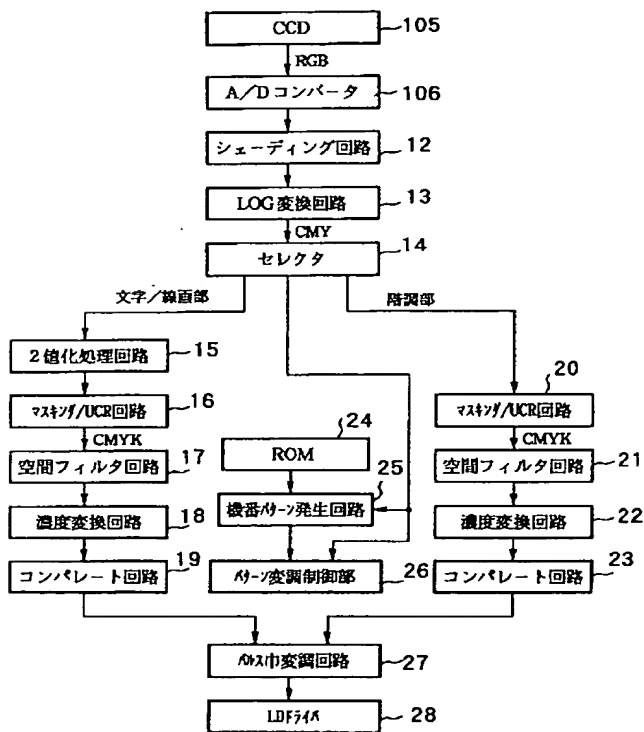 CCD
105
RGB
A/Dコンバータ
106
シェーディング回路
12
LOG変換回路
13
CMY
セレクタ
14
文字/線画部
階調部
2値化処理回路
15
マスキング/UCR回路
16
CMYK
空間フィルタ回路
17
濃度変換回路
18
コンパレート回路
19
ROM
24
機番パターン発生回路
25
パターン変調制御部
26
マスキング/UCR回路
20
CMYK
空間フィルタ回路
21
濃度変換回路
22
コンパレート回路
23
パルス巾変調回路
27
LDドライバ
28